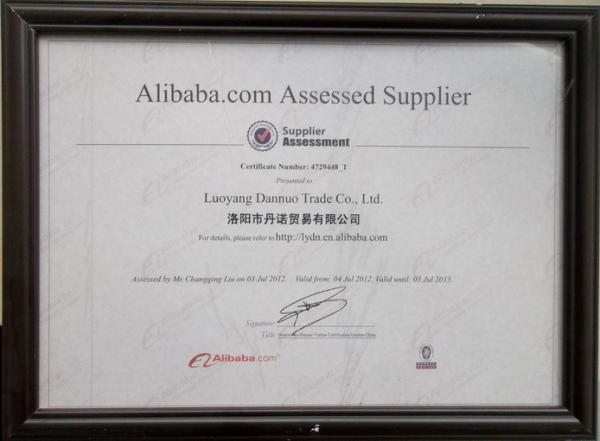 Alibaba.com Assessed Supplier
Supplier
Assessment
Certificate Number: 4729448_T
Presented to
Luoyang Dannuo Trade Co., Ltd.
洛阳市丹诺贸易有限公司
For details, please refer to http://lydn.en.alibaba.com
Assessed by Mr Changqing Liu on 03 Jul 2012. Valid from: 04 Jul 2012, Valid until: 03 Jul 2013.
Signature:
Title:
Alibaba.com®